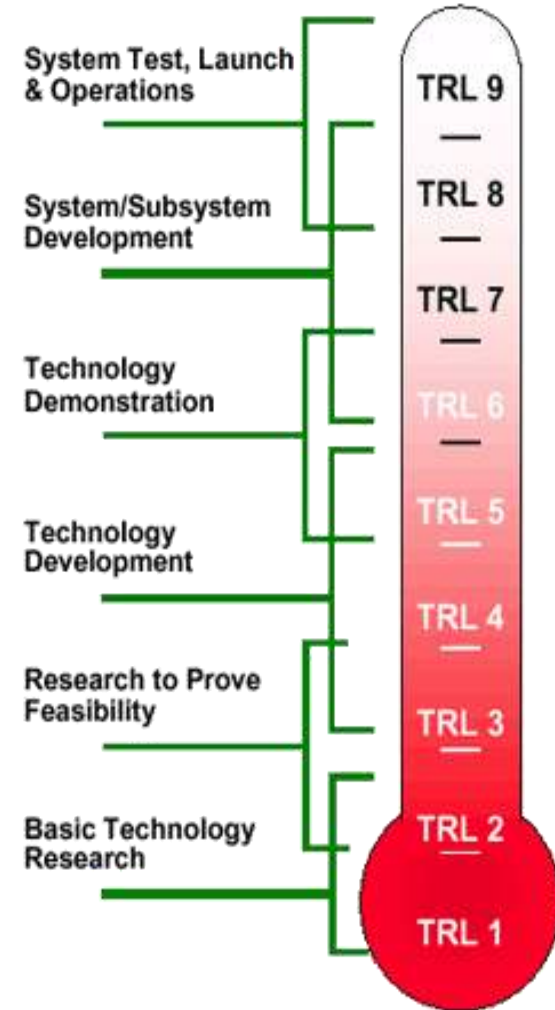 System Test, Launch
& Operations
System/Subsystem
Development
Technology
Demonstration
Technology
Development
Research to Prove
Feasibility
Basic Technology
Research
TRL 9
TRL 8
TRL 7
TRL 6
TRL 5
TRL 4
TRL 3
TRL 2
TRL 1